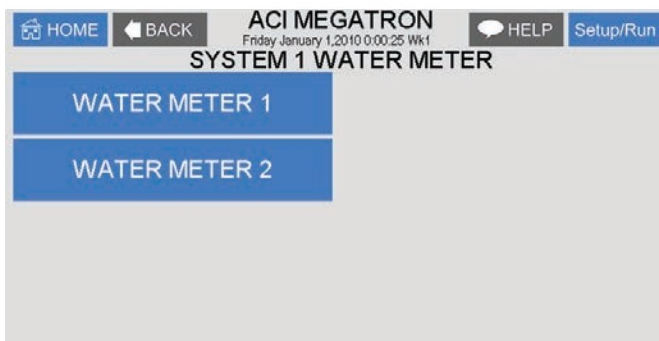 HOME BACK ACI MEGATRON HELP Setup/Run
Friday January 1,2010 0:00:25 Wk1
SYSTEM 1 WATER METER
WATER METER 1
WATER METER 2